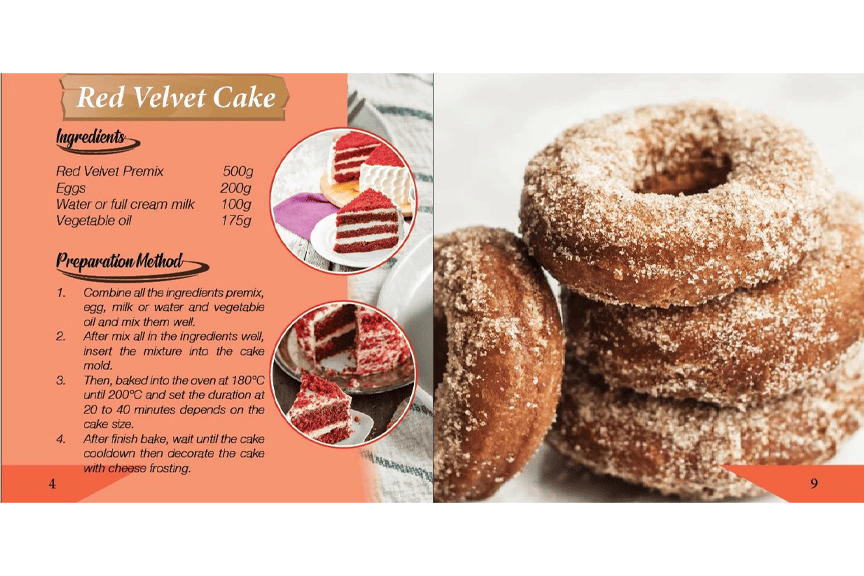 Red Velvet Cake
Ingredients
Red Velvet Premix 500g
Eggs 200g
Water or full cream milk 100g
Vegetable oil 175g
Preparation Method
1. Combine all the ingredients premix,
egg, milk or water and vegetable
oil and mix them well.
2. After mix all in the ingredients well,
insert the mixture into the cake
mold.
3. Then, baked into the oven at 180°C
until 200°C and set the duration at
20 to 40 minutes depends on the
cake size.
4. After finish bake, wait until the cake
cooldown then decorate the cake
with cheese frosting.
4
9